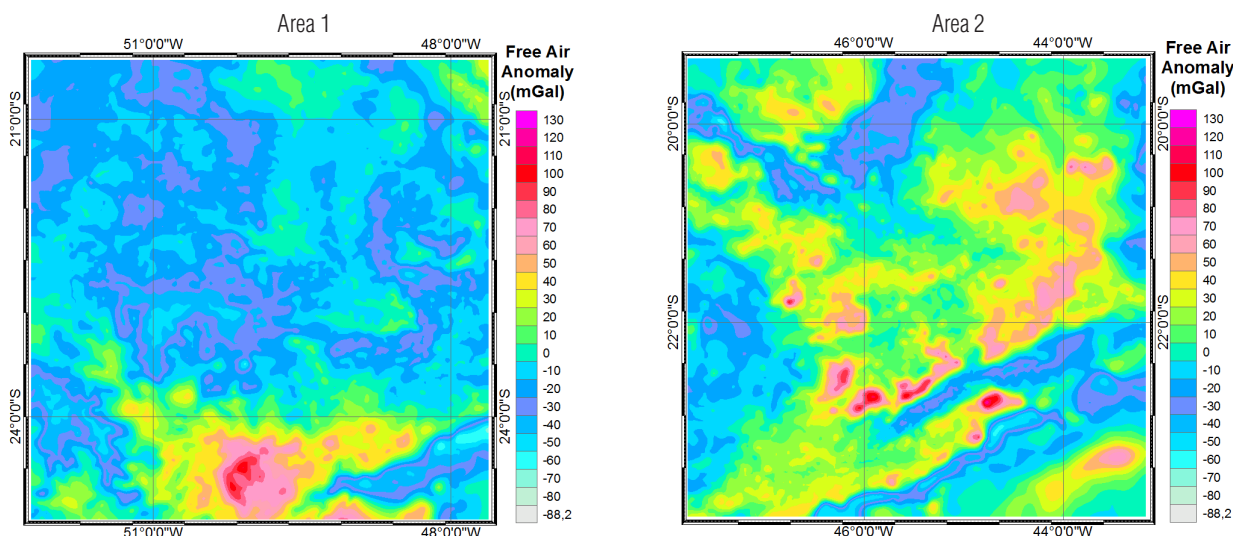 Area 1
51°0'0"W
48°0'0"W
21°0'0"S
24°0'0"S
21°0'0"S
24°0'0"S
51°0'0"W
48°0'0"W
Free Air
Anomaly
(mGal)
130
120
110
100
90
80
70
60
50
40
30
20
10
0
-10
-20
-30
-40
-50
-60
-70
-80
-88,2
Area 2
46°0'0"W
44°0'0"W
20°0'0"S
22°0'0"S
20°0'0"S
22°0'0"S
46°0'0"W
44°0'0"W
Free Air
Anomaly
(mGal)
130
120
110
100
90
80
70
60
50
40
30
20
10
0
-10
-20
-30
-40
-50
-60
-70
-80
-88,2